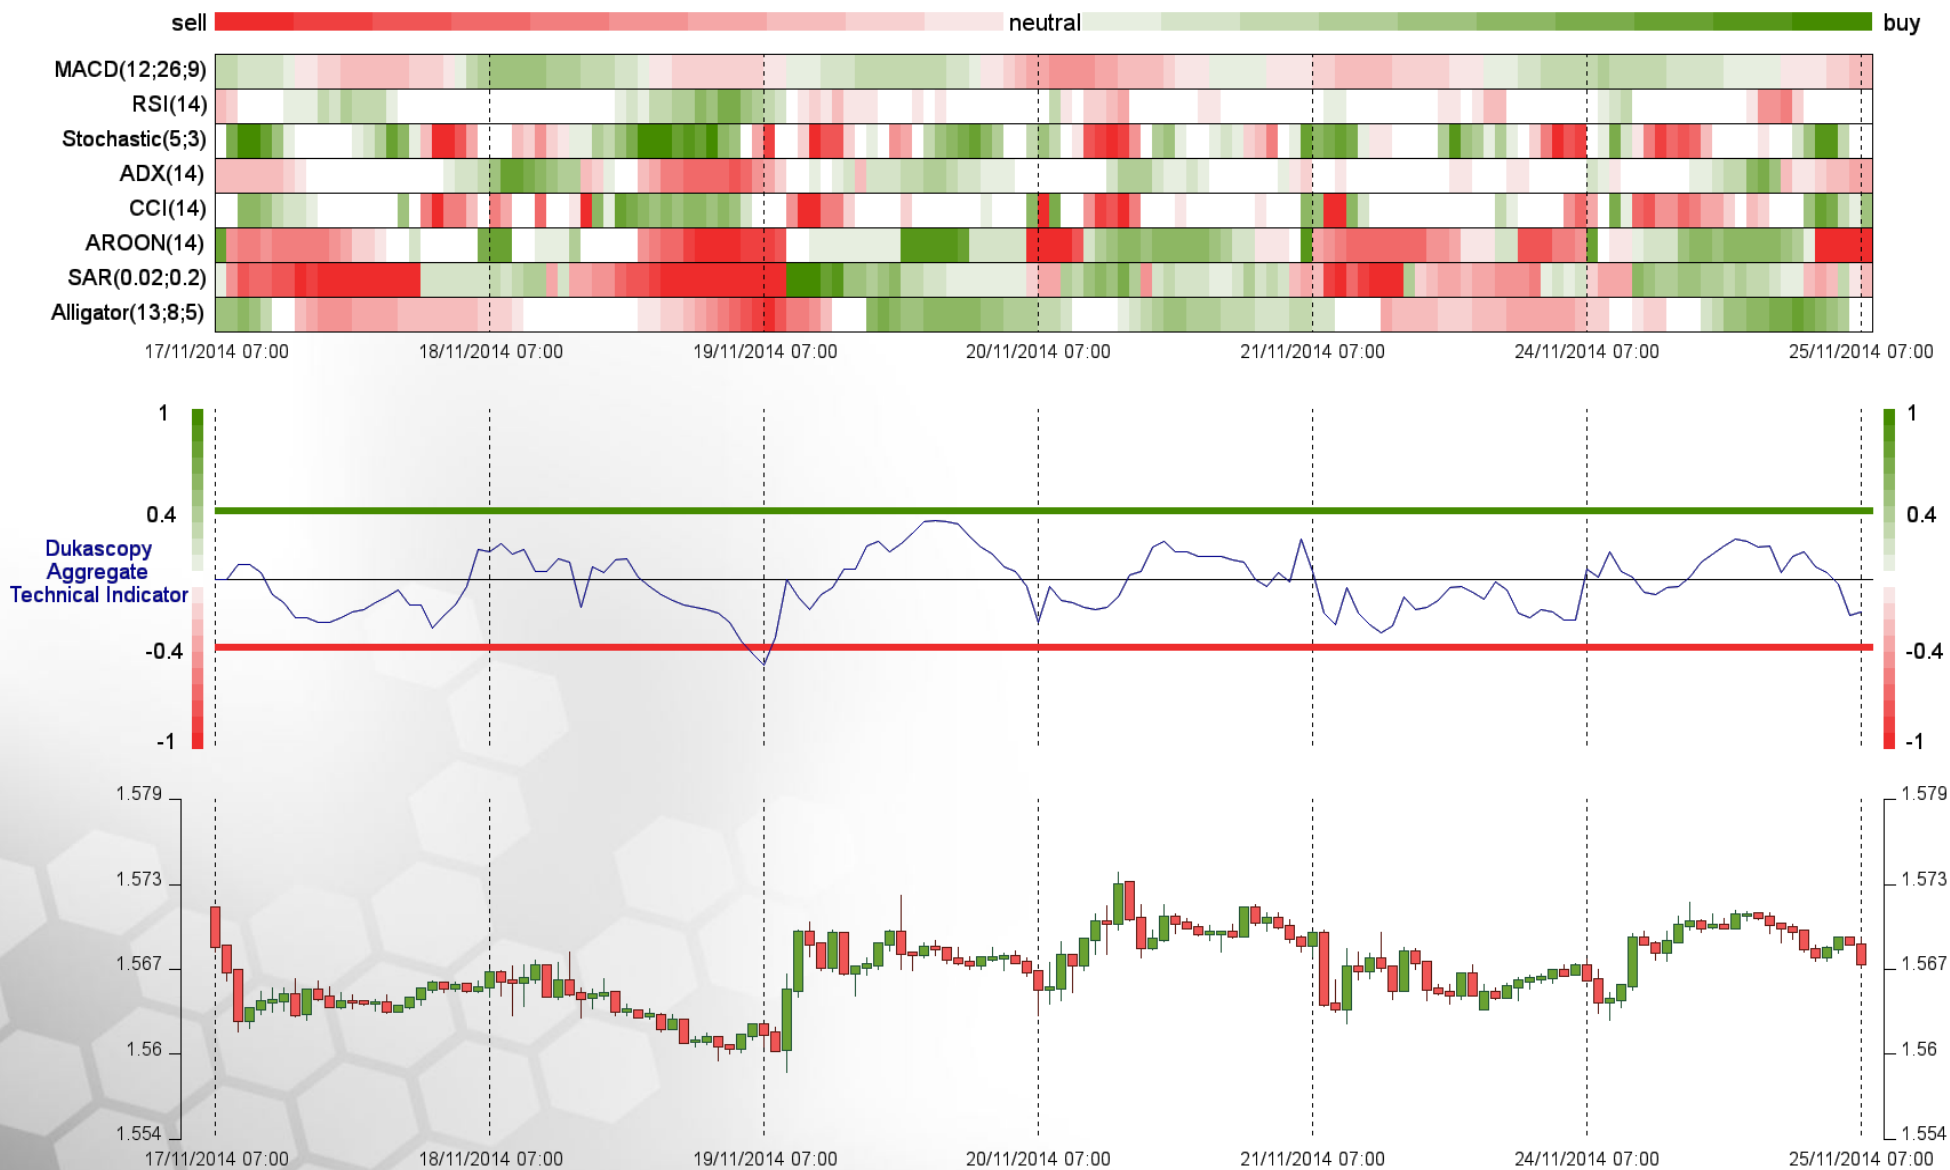 sell neutral buy
MACD(12;26;9)
RSI(14)
Stochastic(5;3)
ADX(14)
CCI(14)
AROON(14)
SAR(0.02;0.2)
Alligator(13;8;5)
17/11/2014 07:00 18/11/2014 07:00 19/11/2014 07:00 20/11/2014 07:00 21/11/2014 07:00 24/11/2014 07:00 25/11/2014 07:00
1 1
0.4 0.4
Dukascopy
Aggregate
Technical Indicator
-0.4 -0.4
-1 -1
1.579 1.579
1.573 1.573
1.567 1.567
1.56 1.56
1.554 1.554
17/11/2014 07:00 18/11/2014 07:00 19/11/2014 07:00 20/11/2014 07:00 21/11/2014 07:00 24/11/2014 07:00 25/11/2014 07:00